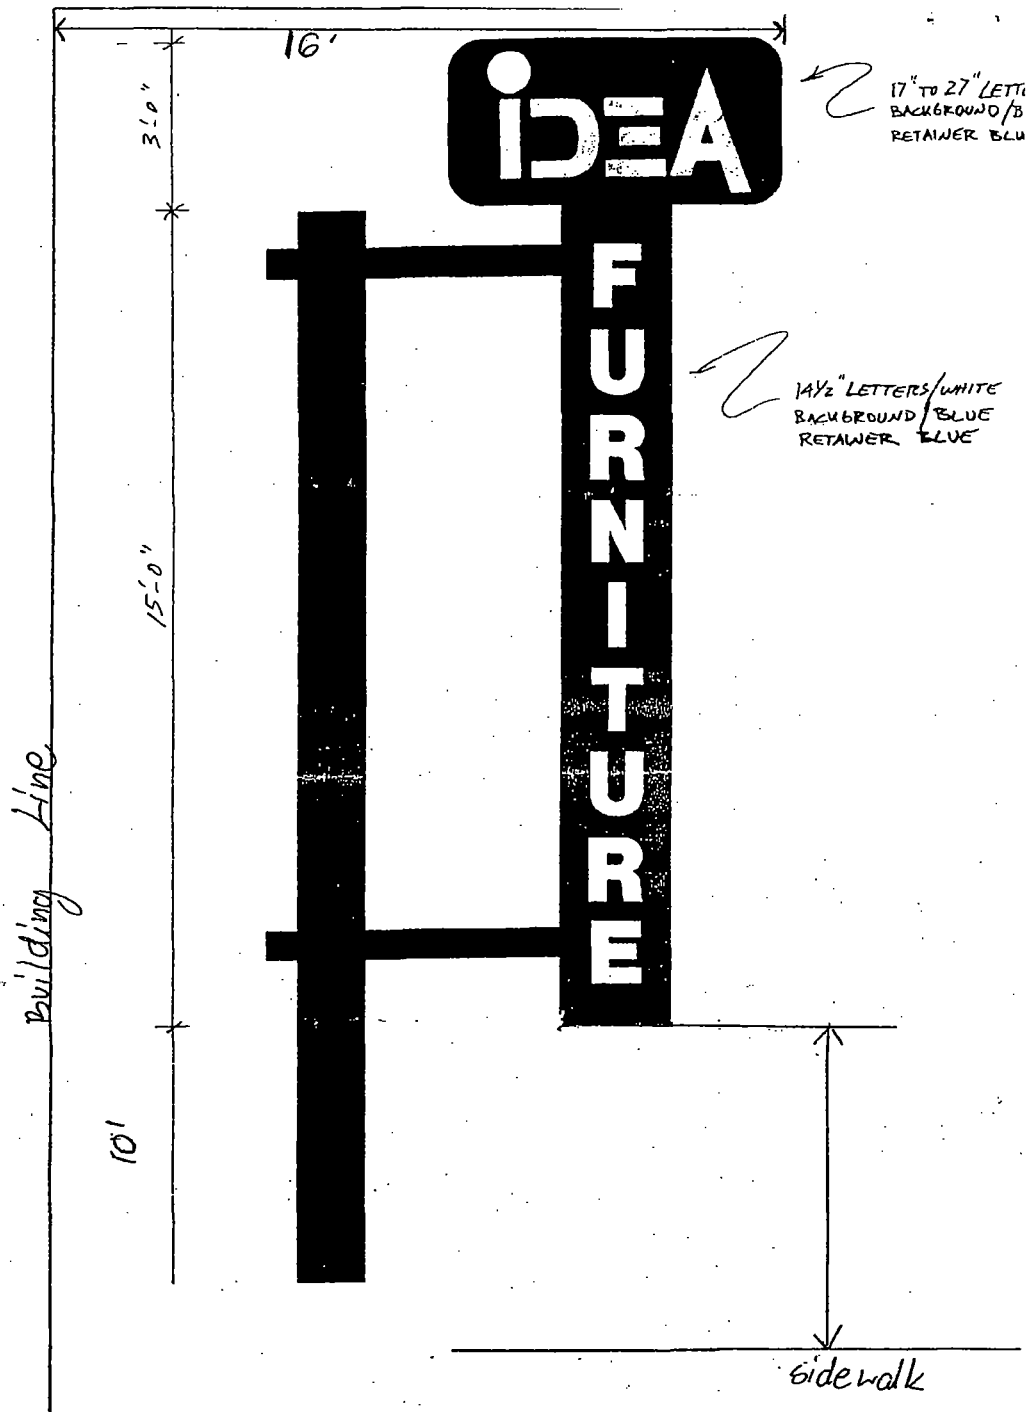 16'
3'-0"
iDEA
17" TO 27" LETTE
BACKGROUND/B
RETAINER BLU
FURNITURE
14½" LETTERS/WHITE
BACKGROUND/BLUE
RETAINER BLUE
15'-0"
Building Line
10'
sidewalk